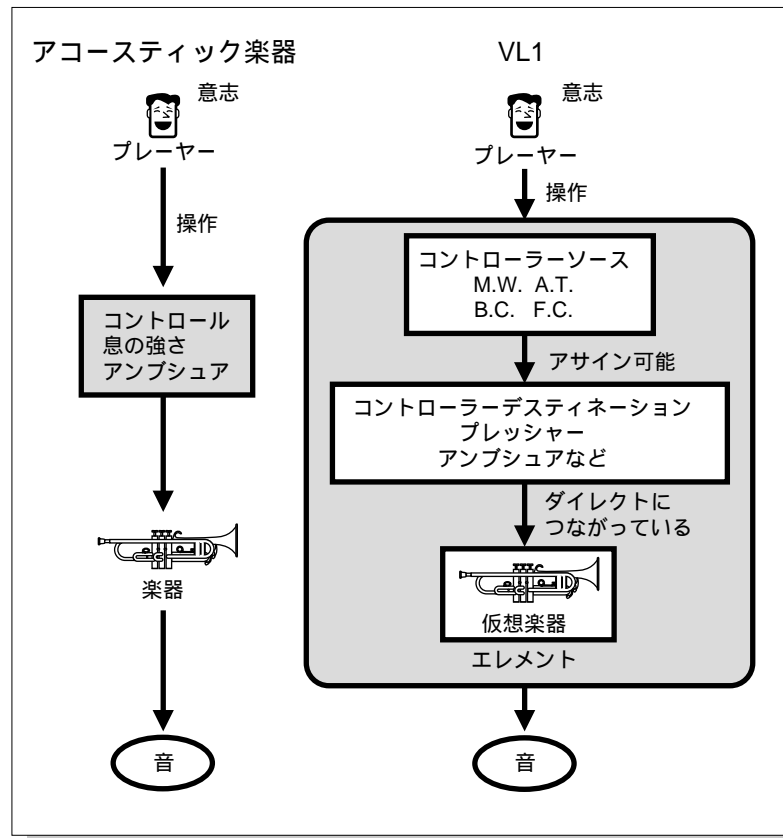 アコースティック楽器
意志
プレーヤー
操作
コントロール
息の強さ
アンブシュア
楽器
音
VL1
意志
プレーヤー
操作
コントローラーソース
M.W. A.T.
B.C. F.C.
アサイン可能
コントローラーデスティネーション
プレッシャー
アンブシュアなど
ダイレクトに
つながっている
仮想楽器
エレメント
音